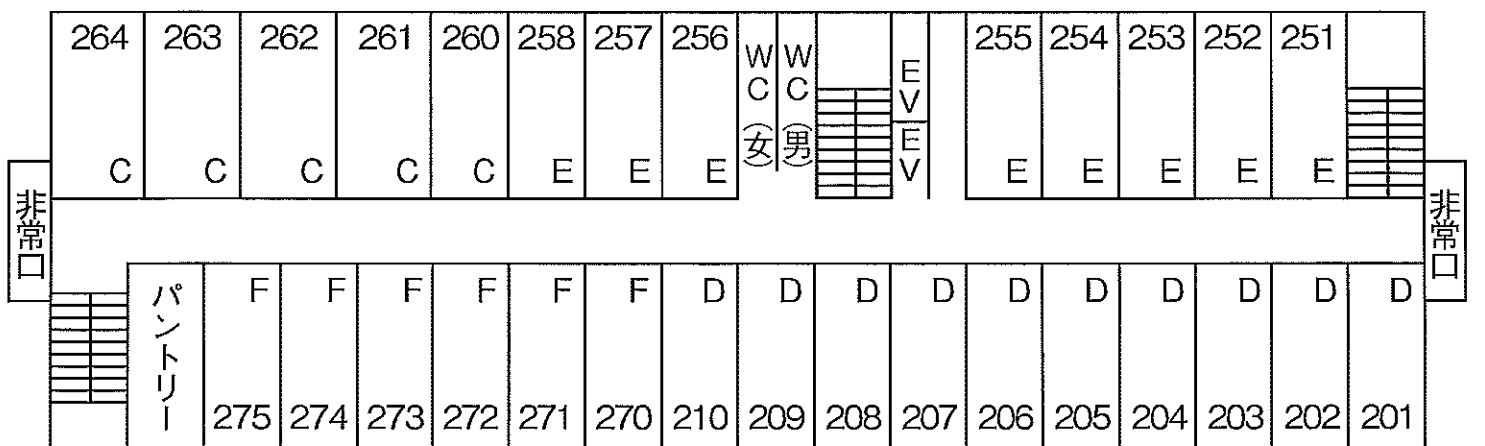 264 263 262 261 260 258 257 256
WC(女)
WC(男)
EV
EV
255 254 253 252 251
C C C C C E E E
E E E E E
非常口
非常口
パントリー
F F F F F F D D D D D D D D D D
275 274 273 272 271 270 210 209 208 207 206 205 204 203 202 201